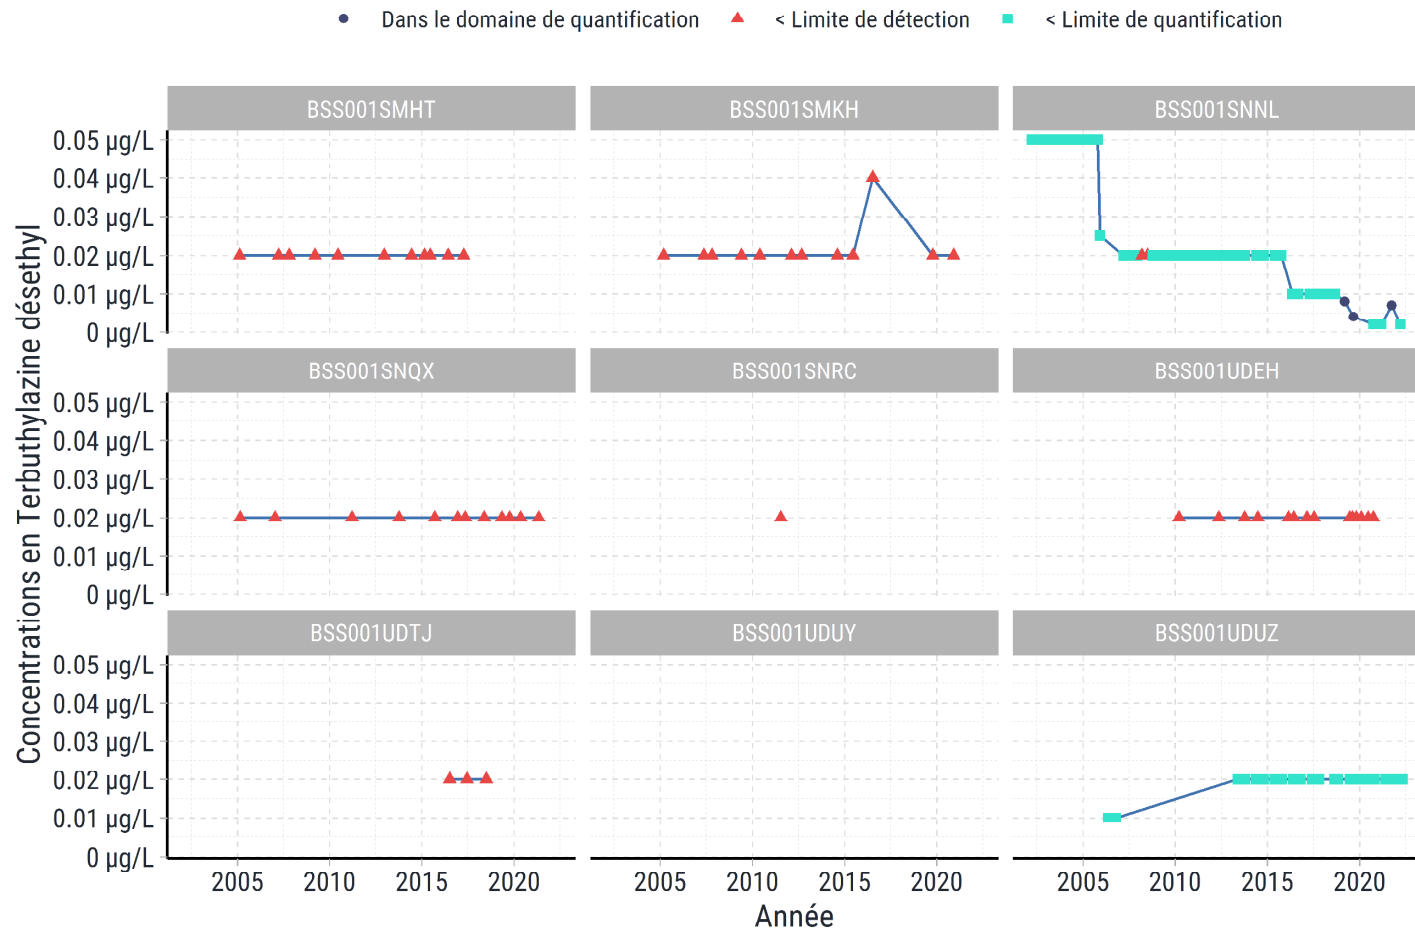 Dans le domaine de quantification < Limite de détection < Limite de quantification
BSS001SMHT BSS001SMKH BSS001SNNL
0.05 µg/L
0.04 µg/L
0.03 µg/L
0.02 µg/L
0.01 µg/L
0 µg/L
BSS001SNQX BSS001SNRC BSS001UDEH
0.05 µg/L
0.04 µg/L
0.03 µg/L
0.02 µg/L
0.01 µg/L
0 µg/L
BSS001UDTJ BSS001UDUY BSS001UDUZ
0.05 µg/L
0.04 µg/L
0.03 µg/L
0.02 µg/L
0.01 µg/L
0 µg/L
2005 2010 2015 2020 2005 2010 2015 2020 2005 2010 2015 2020
Année
Concentrations en Terbuthylazine désethyl